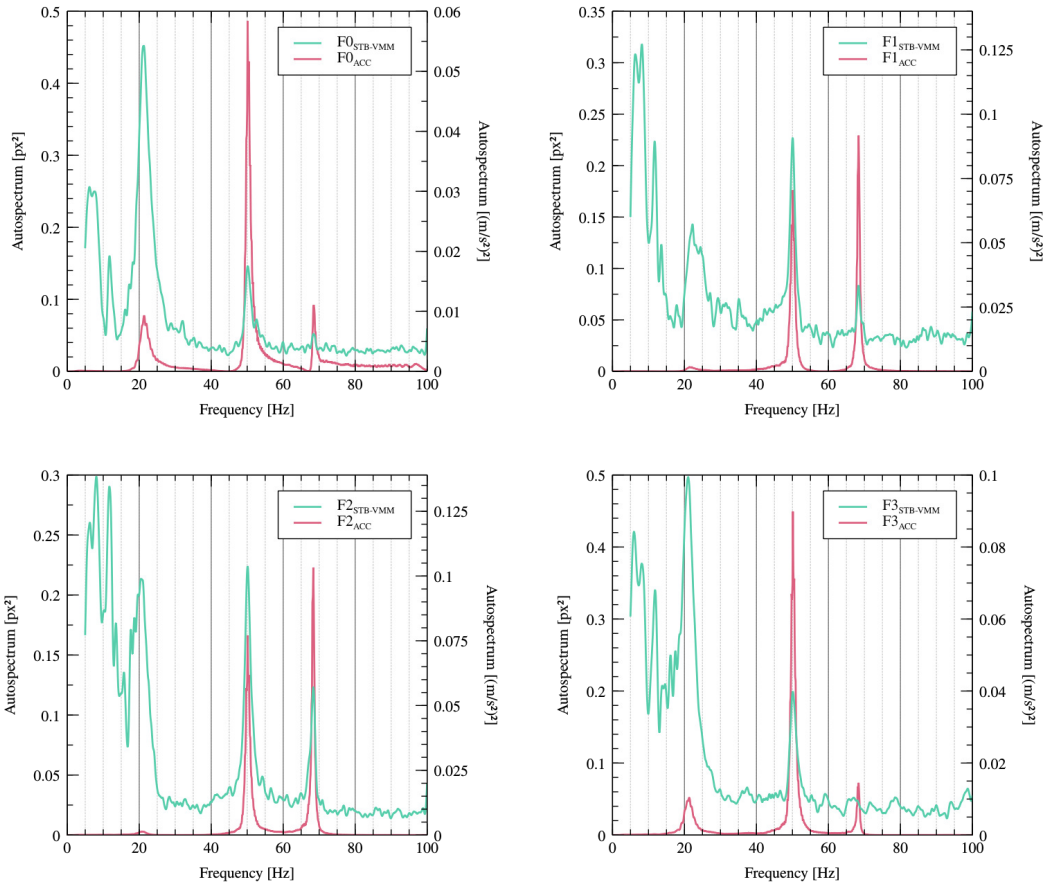 F0STB-VMM
F0ACC
Autospectrum [px²]
0.5
0.4
0.3
0.2
0.1
0
0.06
0.05
0.04
0.03
0.02
0.01
0
Autospectrum [(m/s²)²]
0 20 40 60 80 100
Frequency [Hz]
F1STB-VMM
F1ACC
Autospectrum [px²]
0.35
0.3
0.25
0.2
0.15
0.1
0.05
0
0.125
0.1
0.075
0.05
0.025
0
Autospectrum [(m/s²)²]
0 20 40 60 80 100
Frequency [Hz]
F2STB-VMM
F2ACC
Autospectrum [px²]
0.3
0.25
0.2
0.15
0.1
0.05
0
0.125
0.1
0.075
0.05
0.025
0
Autospectrum [(m/s²)²]
0 20 40 60 80 100
Frequency [Hz]
F3STB-VMM
F3ACC
Autospectrum [px²]
0.5
0.4
0.3
0.2
0.1
0
0.1
0.08
0.06
0.04
0.02
0
Autospectrum [(m/s²)²]
0 20 40 60 80 100
Frequency [Hz]